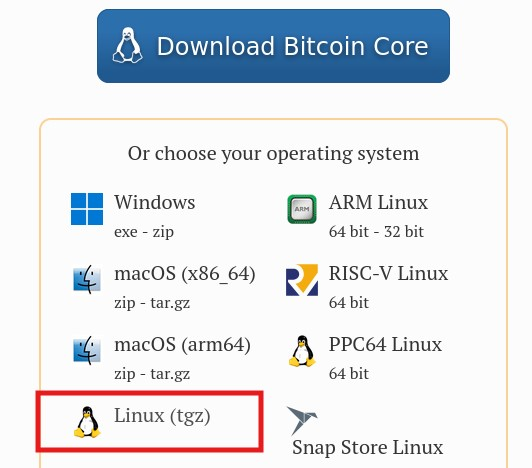 Download Bitcoin Core
Or choose your operating system
Windows
exe - zip
ARM
ARM Linux
64 bit - 32 bit
macOS (x86_64)
zip - tar.gz
RISC-V Linux
64 bit
macOS (arm64)
zip - tar.gz
PPC64 Linux
64 bit
Linux (tgz)
Snap Store Linux